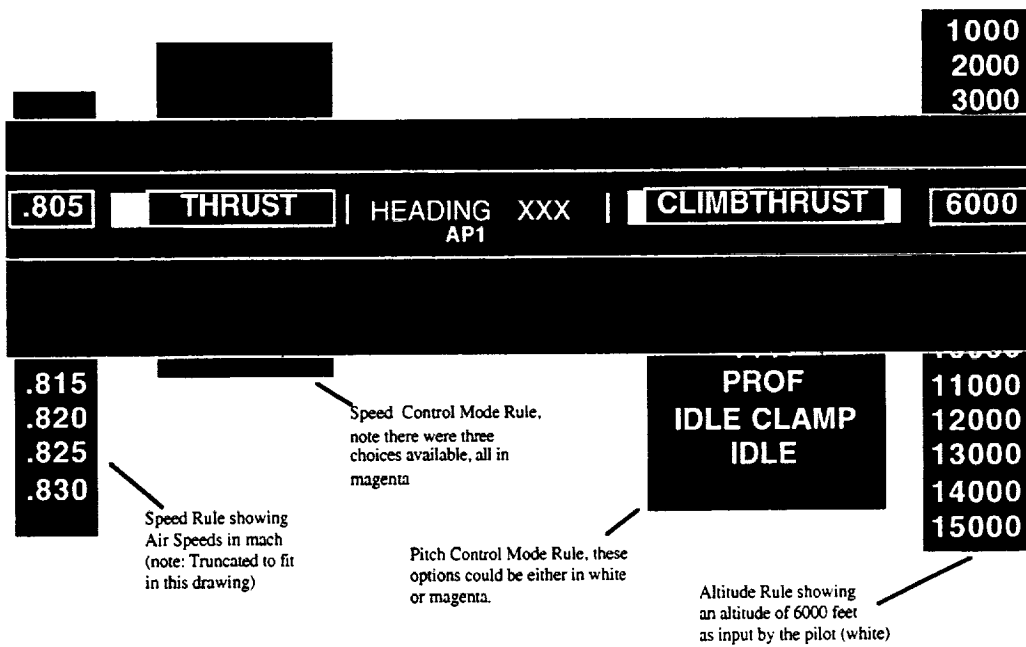 1000
2000
3000
.805 THRUST | HEADING XXX | CLIMBTHRUST 6000
AP1
.815
.820
.825
.830
PROF
IDLE CLAMP
IDLE
11000
12000
13000
14000
15000
Speed Control Mode Rule,
note there were three
choices available, all in
magenta
Speed Rule showing
Air Speeds in mach
(note: Truncated to fit
in this drawing)
Pitch Control Mode Rule, these
options could be either in white
or magenta.
Altitude Rule showing
an altitude of 6000 feet
as input by the pilot (white)